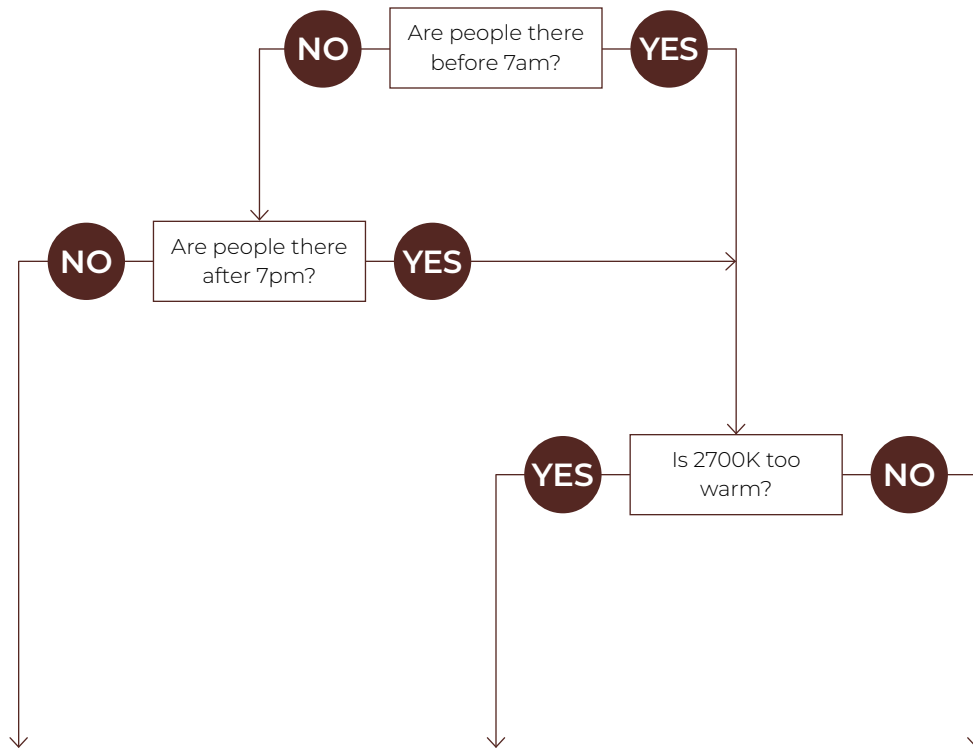 NO
Are people there
before 7am?
YES
NO
Are people there
after 7pm?
YES
YES
Is 2700K too
warm?
NO